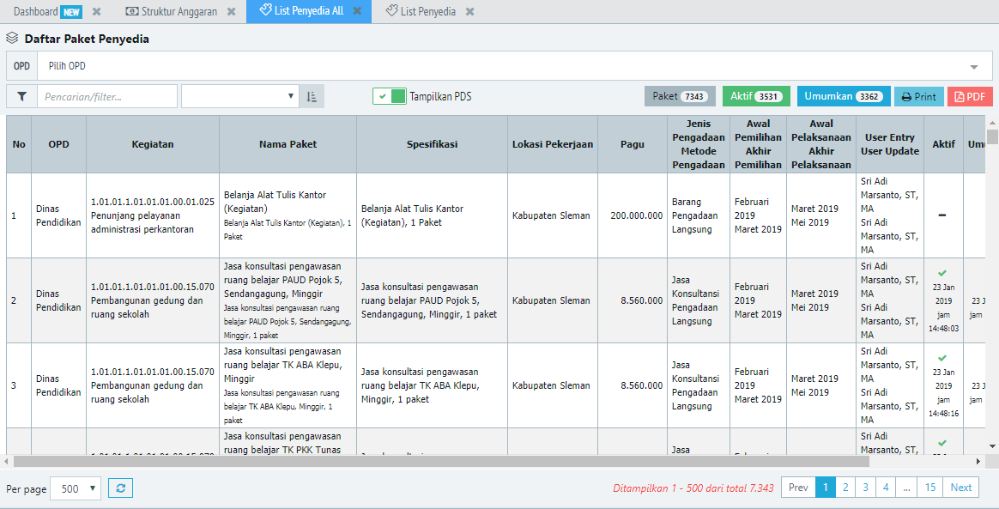 Dashboard NEW
Struktur Anggaran
List Penyedia All
List Penyedia
Daftar Paket Penyedia
OPD Pilih OPD
Pencarian/filter...
Tampilkan PDS
Paket 7343
Aktif 3531
Umumkan 3362
Print
PDF
No
OPD
Kegiatan
Nama Paket
Spesifikasi
Lokasi Pekerjaan
Pagu
Jenis
Pengadaan
Metode
Pengadaan
Awal
Pemilihan
Akhir
Pemilihan
Awal
Pelaksanaan
Akhir
Pelaksanaan
User Entry
User Update
Aktif
1
Dinas
Pendidikan
1.01.01.1.01.01.01.00.01.025
Penunjang pelayanan
administrasi perkantoran
Belanja Alat Tulis Kantor
(Kegiatan)
Belanja Alat Tulis Kantor (Kegiatan), 1
Paket
Belanja Alat Tulis Kantor
(Kegiatan), 1 Paket
Kabupaten Sleman
200.000.000
Barang
Pengadaan
Langsung
Februari
2019
Maret 2019
Maret 2019
Mei 2019
Sri Adi
Marsanto, ST,
MA
Sri Adi
Marsanto, ST,
MA
–
2
Dinas
Pendidikan
1.01.01.1.01.01.01.00.15.070
Pembangunan gedung dan
ruang sekolah
Jasa konsultasi pengawasan
ruang belajar PAUD Pojok 5,
Sendangagung, Minggir
Jasa konsultasi pengawasan ruang
belajar PAUD Pojok 5, Sendangagung,
Minggir, 1 paket
Jasa konsultasi pengawasan
ruang belajar PAUD Pojok 5,
Sendangagung, Minggir, 1 paket
Kabupaten Sleman
8.560.000
Jasa
Konsultansi
Pengadaan
Langsung
Februari
2019
Maret 2019
Maret 2019
Mei 2019
Sri Adi
Marsanto, ST,
MA
Sri Adi
Marsanto, ST,
MA
23 Jan
2019
jam
14:48:03
23 J
jam
3
Dinas
Pendidikan
1.01.01.1.01.01.01.00.15.070
Pembangunan gedung dan
ruang sekolah
Jasa konsultasi pengawasan
ruang belajar TK ABA Klepu,
Minggir
Jasa konsultasi pengawasan ruang
belajar TK ABA Klepu, Minggir, 1
paket
Jasa konsultasi pengawasan
ruang belajar TK ABA Klepu,
Minggir, 1 paket
Kabupaten Sleman
8.560.000
Jasa
Konsultansi
Pengadaan
Langsung
Februari
2019
Maret 2019
Maret 2019
Mei 2019
Sri Adi
Marsanto, ST,
MA
Sri Adi
Marsanto, ST,
MA
23 Jan
2019
jam
14:48:16
23 J
jam
Jasa konsultasi pengawasan
ruang belajar TK PKK Tunas
Jasa
Sri Adi
Marsanto, ST,
Per page 500
Ditampilkan 1 - 500 dari total 7.343
Prev 1 2 3 4 ... 15 Next